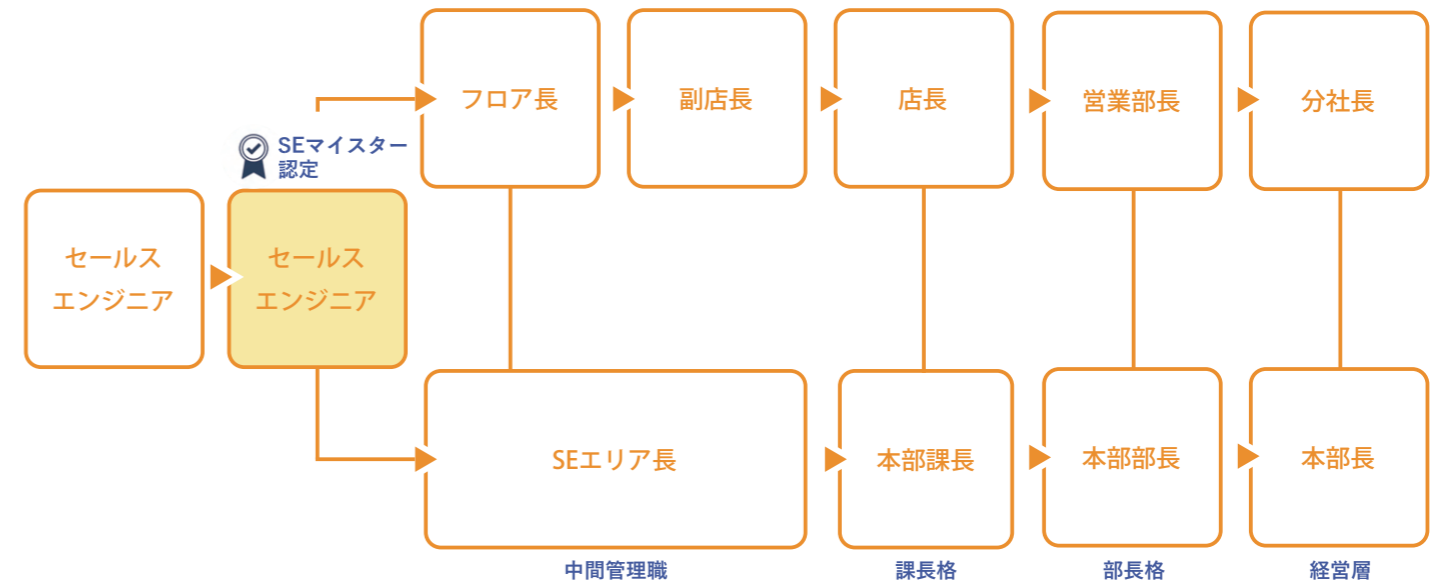 フロア長
副店長
店長
営業部長
分社長
SEマイスター
認定
セールス
エンジニア
セールス
エンジニア
SEエリア長
本部課長
本部部長
本部長
中間管理職
課長格
部長格
経営層